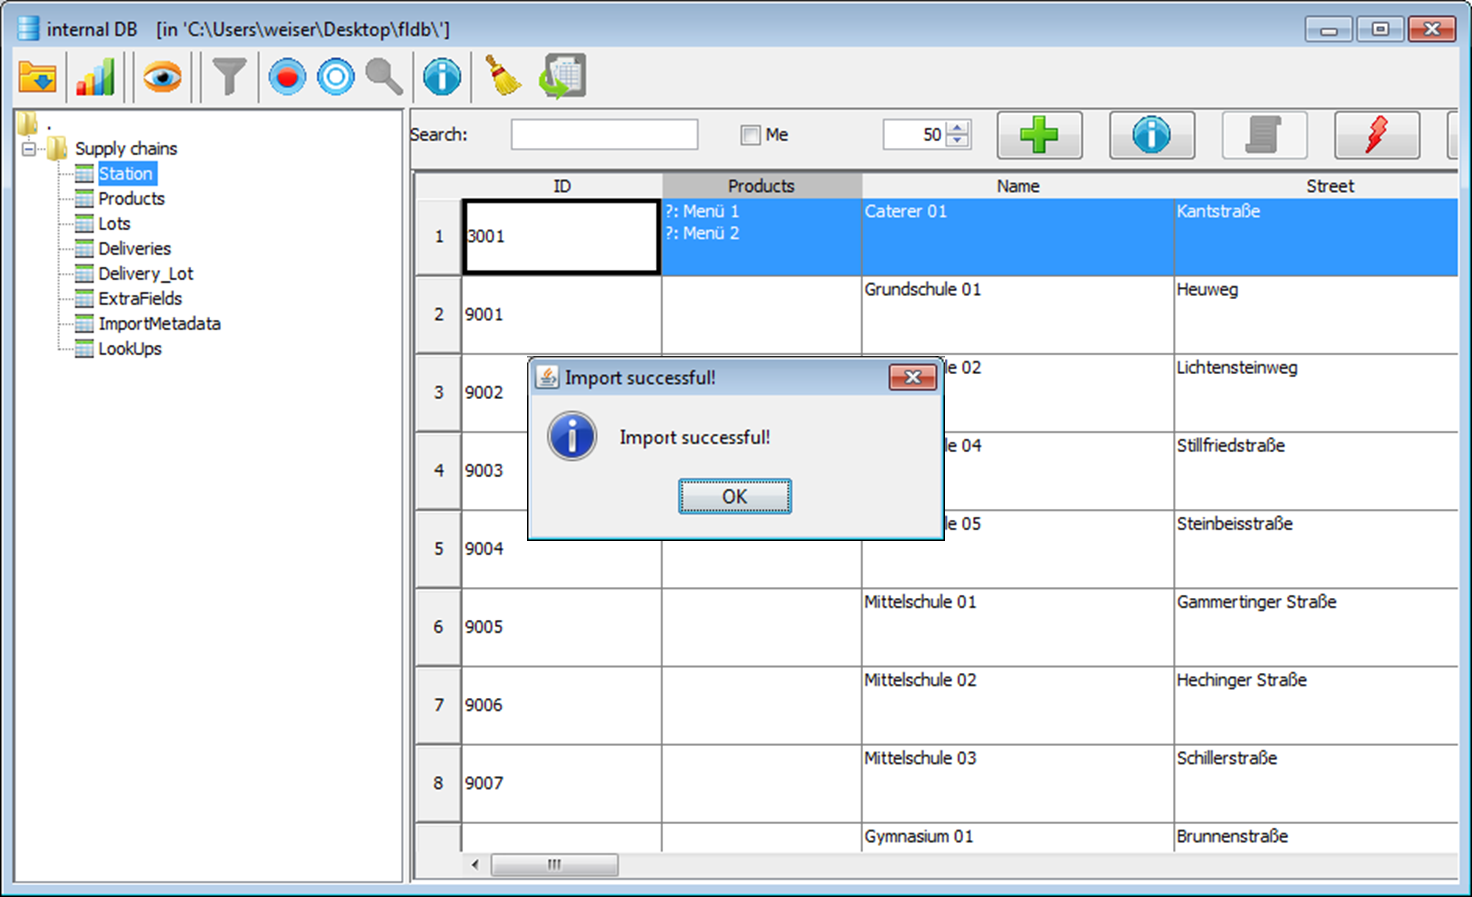 internal DB [in 'C:\Users\weiser\Desktop\fldb\']
.
Supply chains
Station
Products
Lots
Deliveries
Delivery_Lot
ExtraFields
ImportMetadata
LookUps
Search: Me 50
ID Products Name Street
1 3001 ?: Menü 1 Caterer 01 Kantstraße
?: Menü 2
2 9001 Grundschule 01 Heuweg
3 9002 le 02 Lichtensteinweg
4 9003 le 04 Stillfriedstraße
5 9004 le 05 Steinbeisstraße
6 9005 Mittelschule 01 Gammertinger Straße
7 9006 Mittelschule 02 Hechinger Straße
8 9007 Mittelschule 03 Schillerstraße
Gymnasium 01 Brunnenstraße
Import successful!
Import successful!
OK